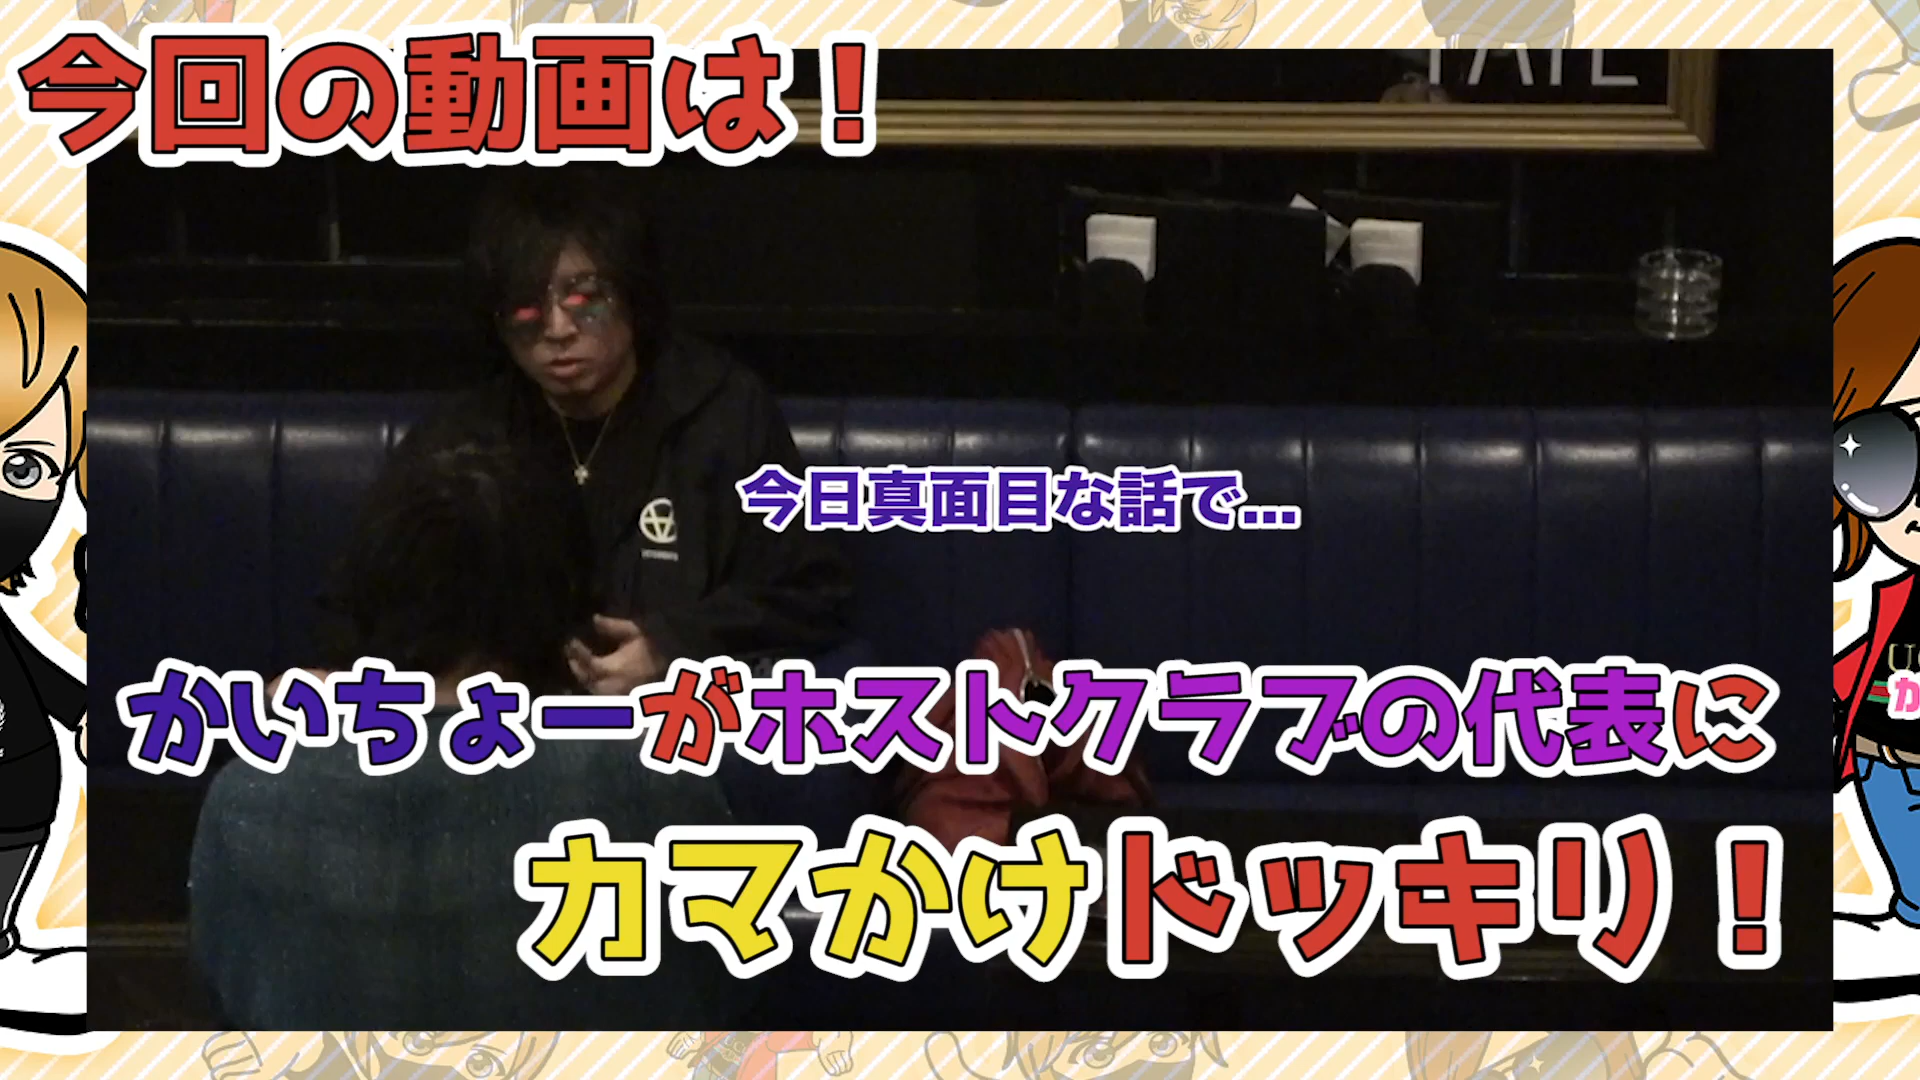 今回の動画は！
今日真面目な話で...
かいちょーがホストクラブの代表に
カマかけドッキリ！